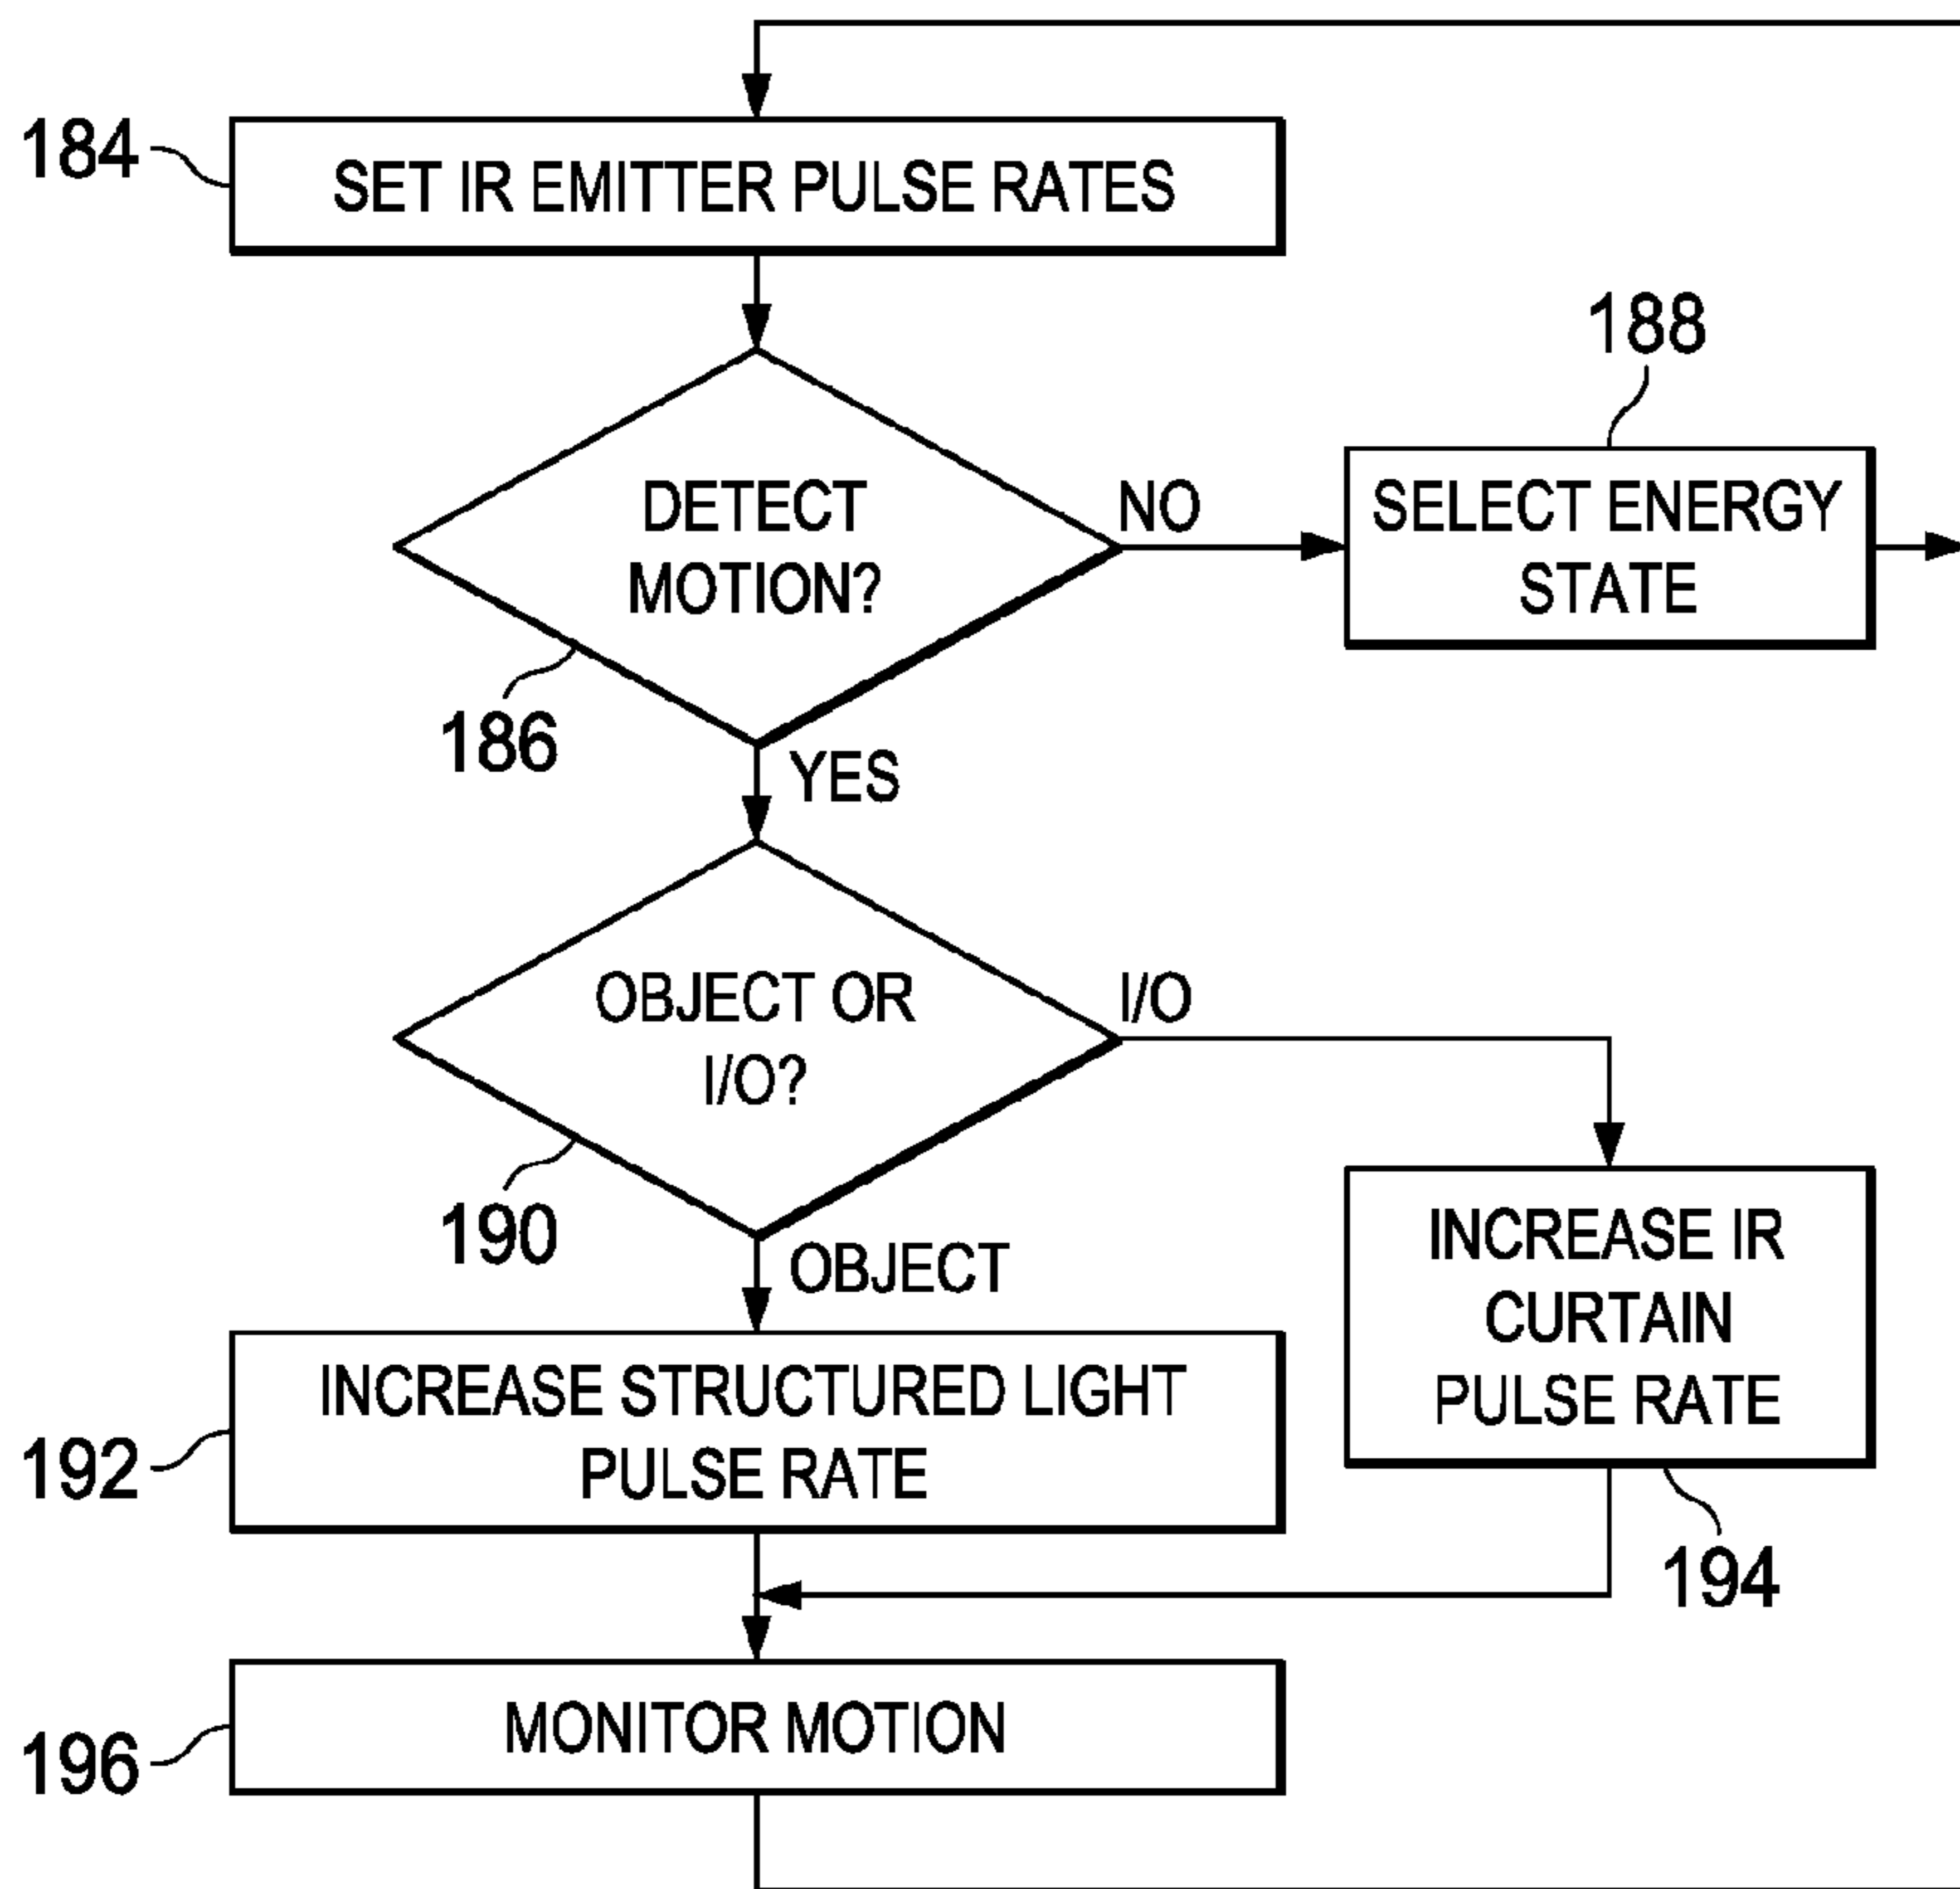 184
SET IR EMITTER PULSE RATES
188
DETECT
MOTION?
NO
SELECT ENERGY
STATE
186
YES
OBJECT OR
I/O?
I/O
190
OBJECT
INCREASE IR
CURTAIN
PULSE RATE
192
INCREASE STRUCTURED LIGHT
PULSE RATE
194
196
MONITOR MOTION